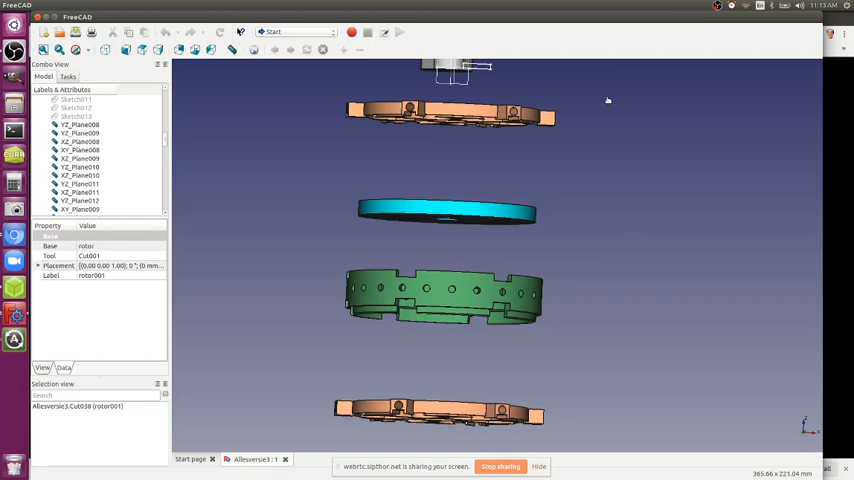 FreeCAD
En
11:13 AM
FreeCAD
Start
Combo View
Model
Tasks
Labels & Attributes
Sketch011
Sketch012
Sketch013
YZ_Plane008
YZ_Plane009
XZ_Plane008
XY_Plane008
XZ_Plane009
YZ_Plane010
XZ_Plane010
YZ_Plane011
XZ_Plane011
YZ_Plane012
XY_Plane009
Property Value
Base
Base rotor
Tool Cut001
Placement [(0.00 0.00 1.00); 0 °; (0 mm...
Label rotor001
View
Data
Selection view
Search
Allesversie3.Cut038 (rotor001)
Start page
Allesversie3 : 1
webrtc.sipthor.net is sharing your screen.
Stop sharing
Hide
365.66 x 221.04 mm
CURA